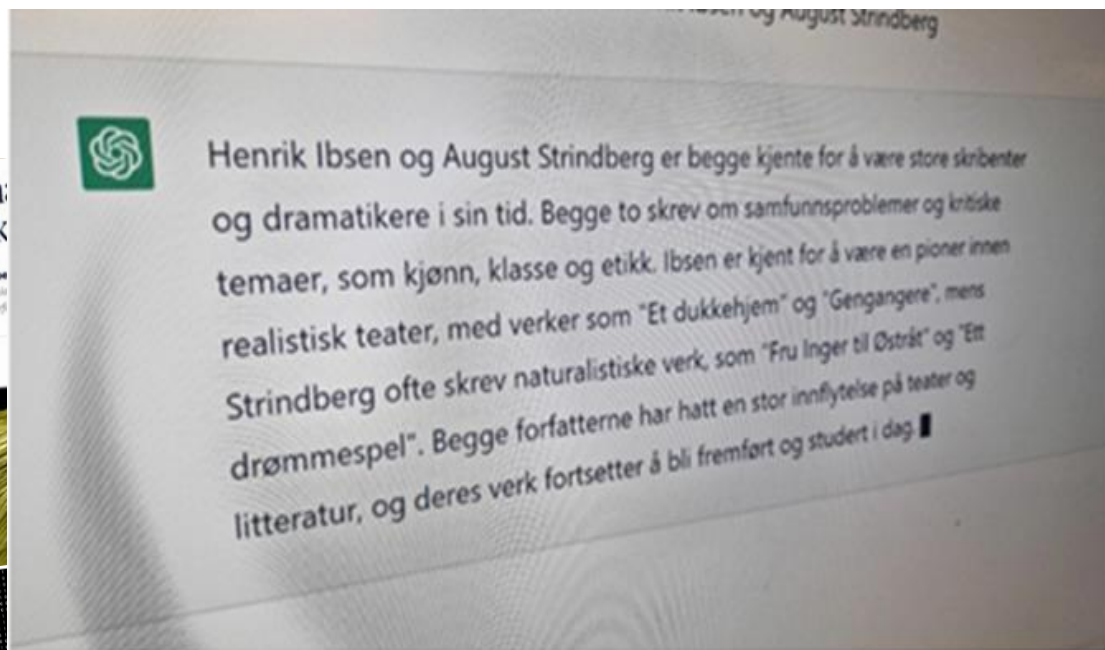 og August Strindberg
Henrik Ibsen og August Strindberg er begge kjente for å være store skribenter
og dramatikere i sin tid. Begge to skrev om samfunnsproblemer og kritiske
temaer, som kjønn, klasse og etikk. Ibsen er kjent for å være en pioner innen
realistisk teater, med verker som "Et dukkehjem" og "Gengangere", mens
Strindberg ofte skrev naturalistiske verk, som "Fru Inger til Østråt" og "Ett
drømmespel". Begge forfatterne har hatt en stor innflytelse på teater og
litteratur, og deres verk fortsetter å bli fremført og studert i dag.